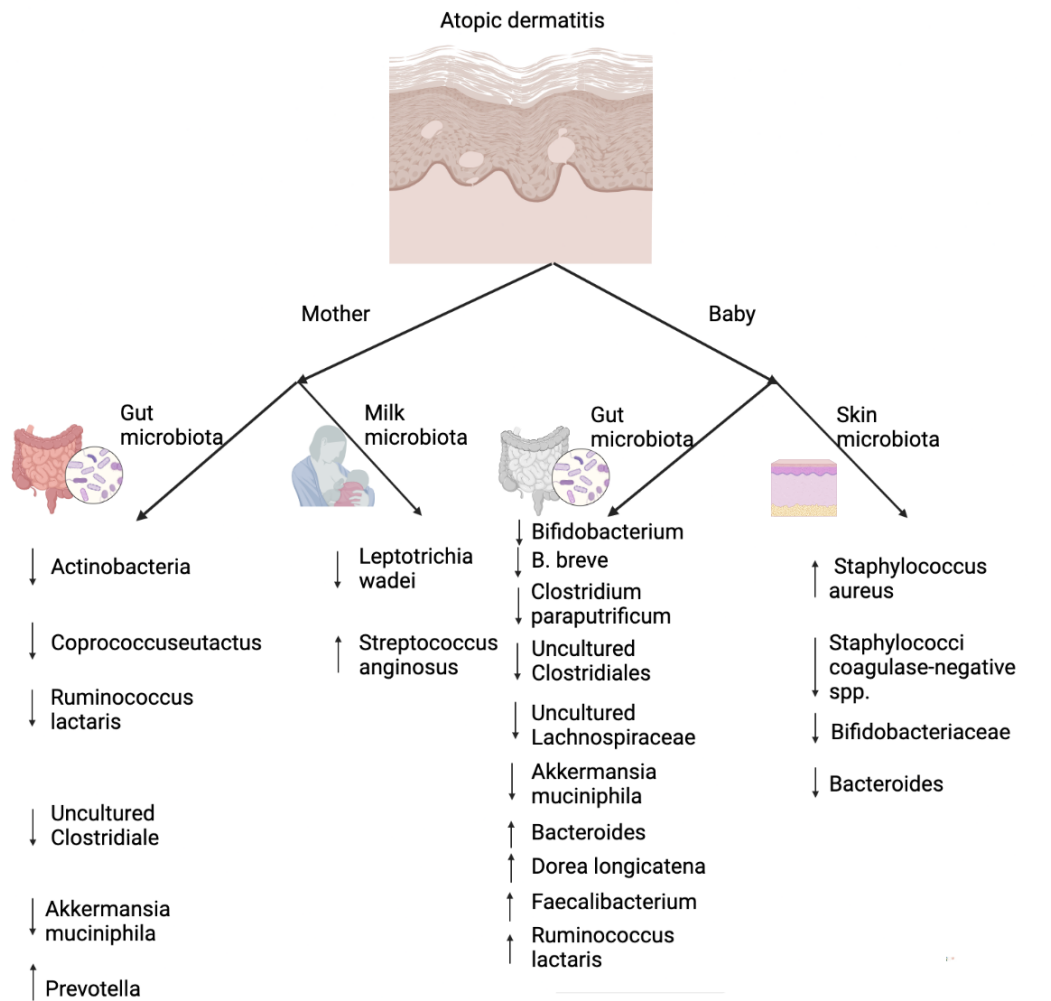 Atopic dermatitis
Mother
Baby
Gut
microbiota
Milk
microbiota
Gut
microbiota
Skin
microbiota
Actinobacteria
Coprococcuseutactus
Ruminococcus
lactaris
Uncultured
Clostridiale
Akkermansia
muciniphila
Prevotella
Leptotrichia
wadei
Streptococcus
anginosus
Bifidobacterium
B. breve
Clostridium
paraputrificum
Uncultured
Clostridiales
Uncultured
Lachnospiraceae
Akkermansia
muciniphila
Bacteroides
Dorea longicatena
Faecalibacterium
Ruminococcus
lactaris
Staphylococcus
aureus
Staphylococci
coagulase-negative
spp.
Bifidobacteriaceae
Bacteroides